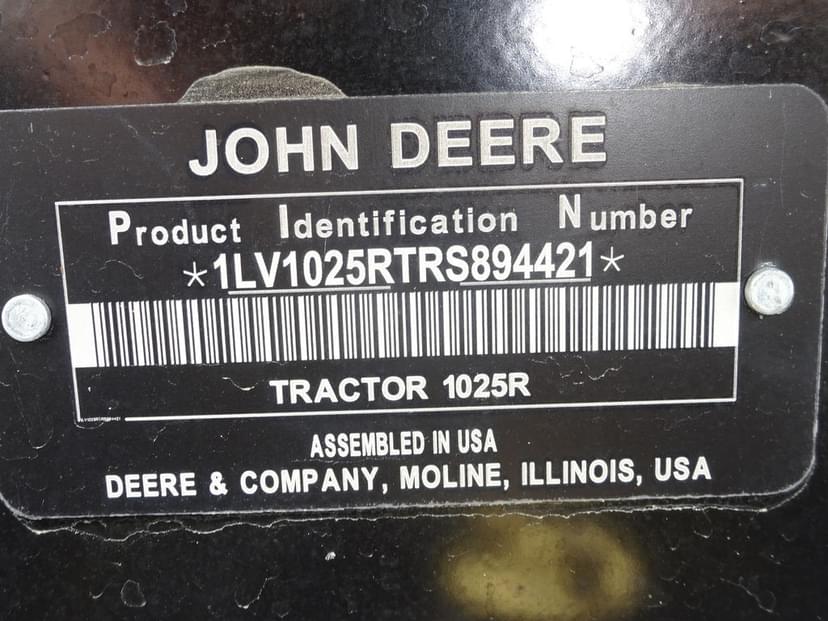 JOHN DEERE
Product Identification Number
*1LV1025RTRS894421*
TRACTOR 1025R
ASSEMBLED IN USA
DEERE & COMPANY, MOLINE, ILLINOIS, USA